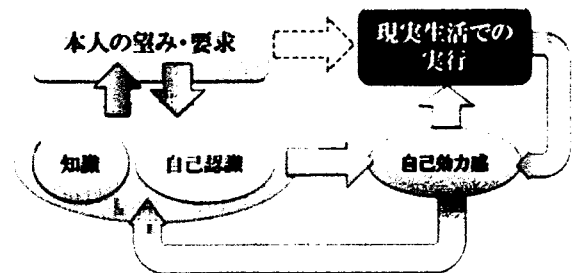 本人の望み・要求
現実生活での
実行
知識
自己認識
自己効力感